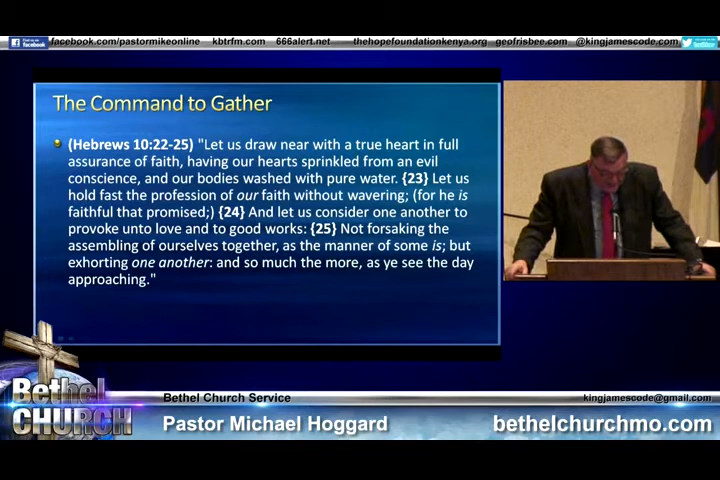 Find us on facebook facebook.com/pastormikeonline kbtrfm.com 666alert.net thehopefoundationkenya.org geofrisbee.com @kingjamescode.com
The Command to Gather
(Hebrews 10:22-25) "Let us draw near with a true heart in full
assurance of faith, having our hearts sprinkled from an evil
conscience, and our bodies washed with pure water. {23} Let us
hold fast the profession of our faith without wavering; (for he is
faithful that promised;) {24} And let us consider one another to
provoke unto love and to good works: {25} Not forsaking the
assembling of ourselves together, as the manner of some is; but
exhorting one another: and so much the more, as ye see the day
approaching."
Bethel
CHURCH
Bethel Church Service kingjamescode@gmail.com
Pastor Michael Hoggard bethelchurchmo.com